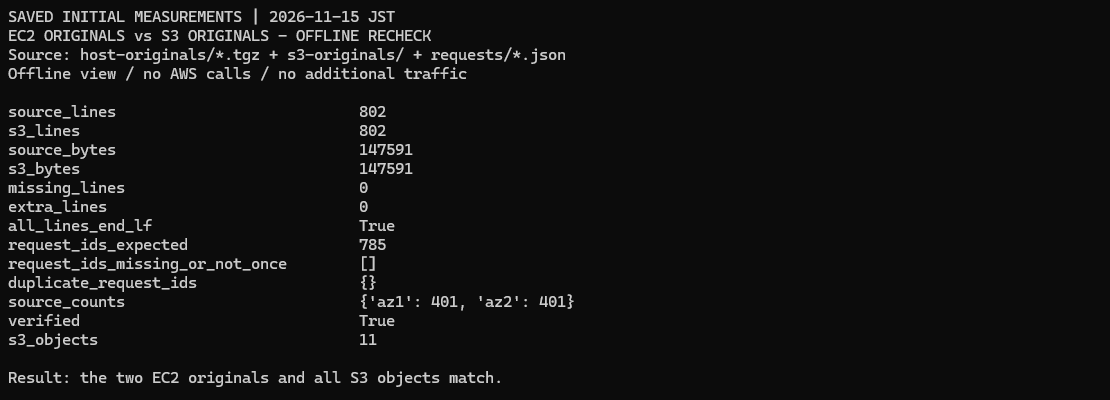 SAVED INITIAL MEASUREMENTS | 2026-11-15 JST
EC2 ORIGINALS vs S3 ORIGINALS - OFFLINE RECHECK
Source: host-originals/*.tgz + s3-originals/ + requests/*.json
Offline view / no AWS calls / no additional traffic
source_lines 802
s3_lines 802
source_bytes 147591
s3_bytes 147591
missing_lines 0
extra_lines 0
all_lines_end_lf True
request_ids_expected 785
request_ids_missing_or_not_once []
duplicate_request_ids {}
source_counts {'az1': 401, 'az2': 401}
verified True
s3_objects 11
Result: the two EC2 originals and all S3 objects match.